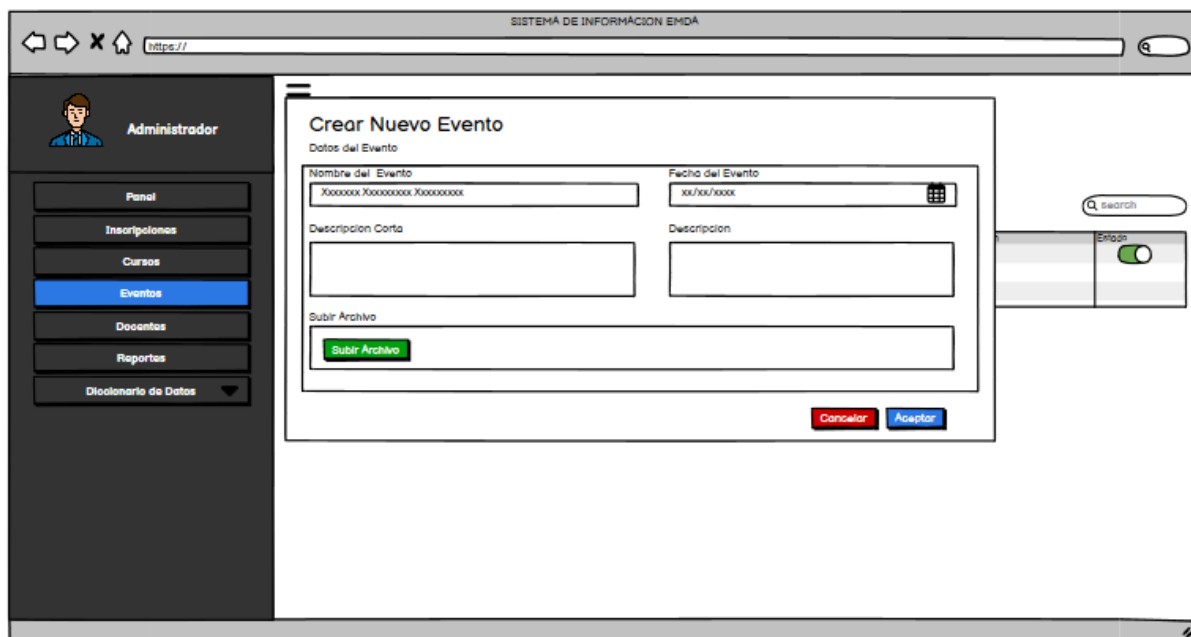 SISTEMA DE INFORMACION EMDA
https://
Administrador
Panel
Inscripciones
Cursos
Eventos
Docentes
Reportes
Diccionario de Datos
Crear Nuevo Evento
Datos del Evento
Nombre del Evento
Fecha del Evento
Xxxxxxx Xxxxxxxxx Xxxxxxxxx
xx/xx/xxxx
Descripcion Corta
Descripcion
Subir Archivo
Subir Archivo
Cancelar
Aceptar
search
Estado